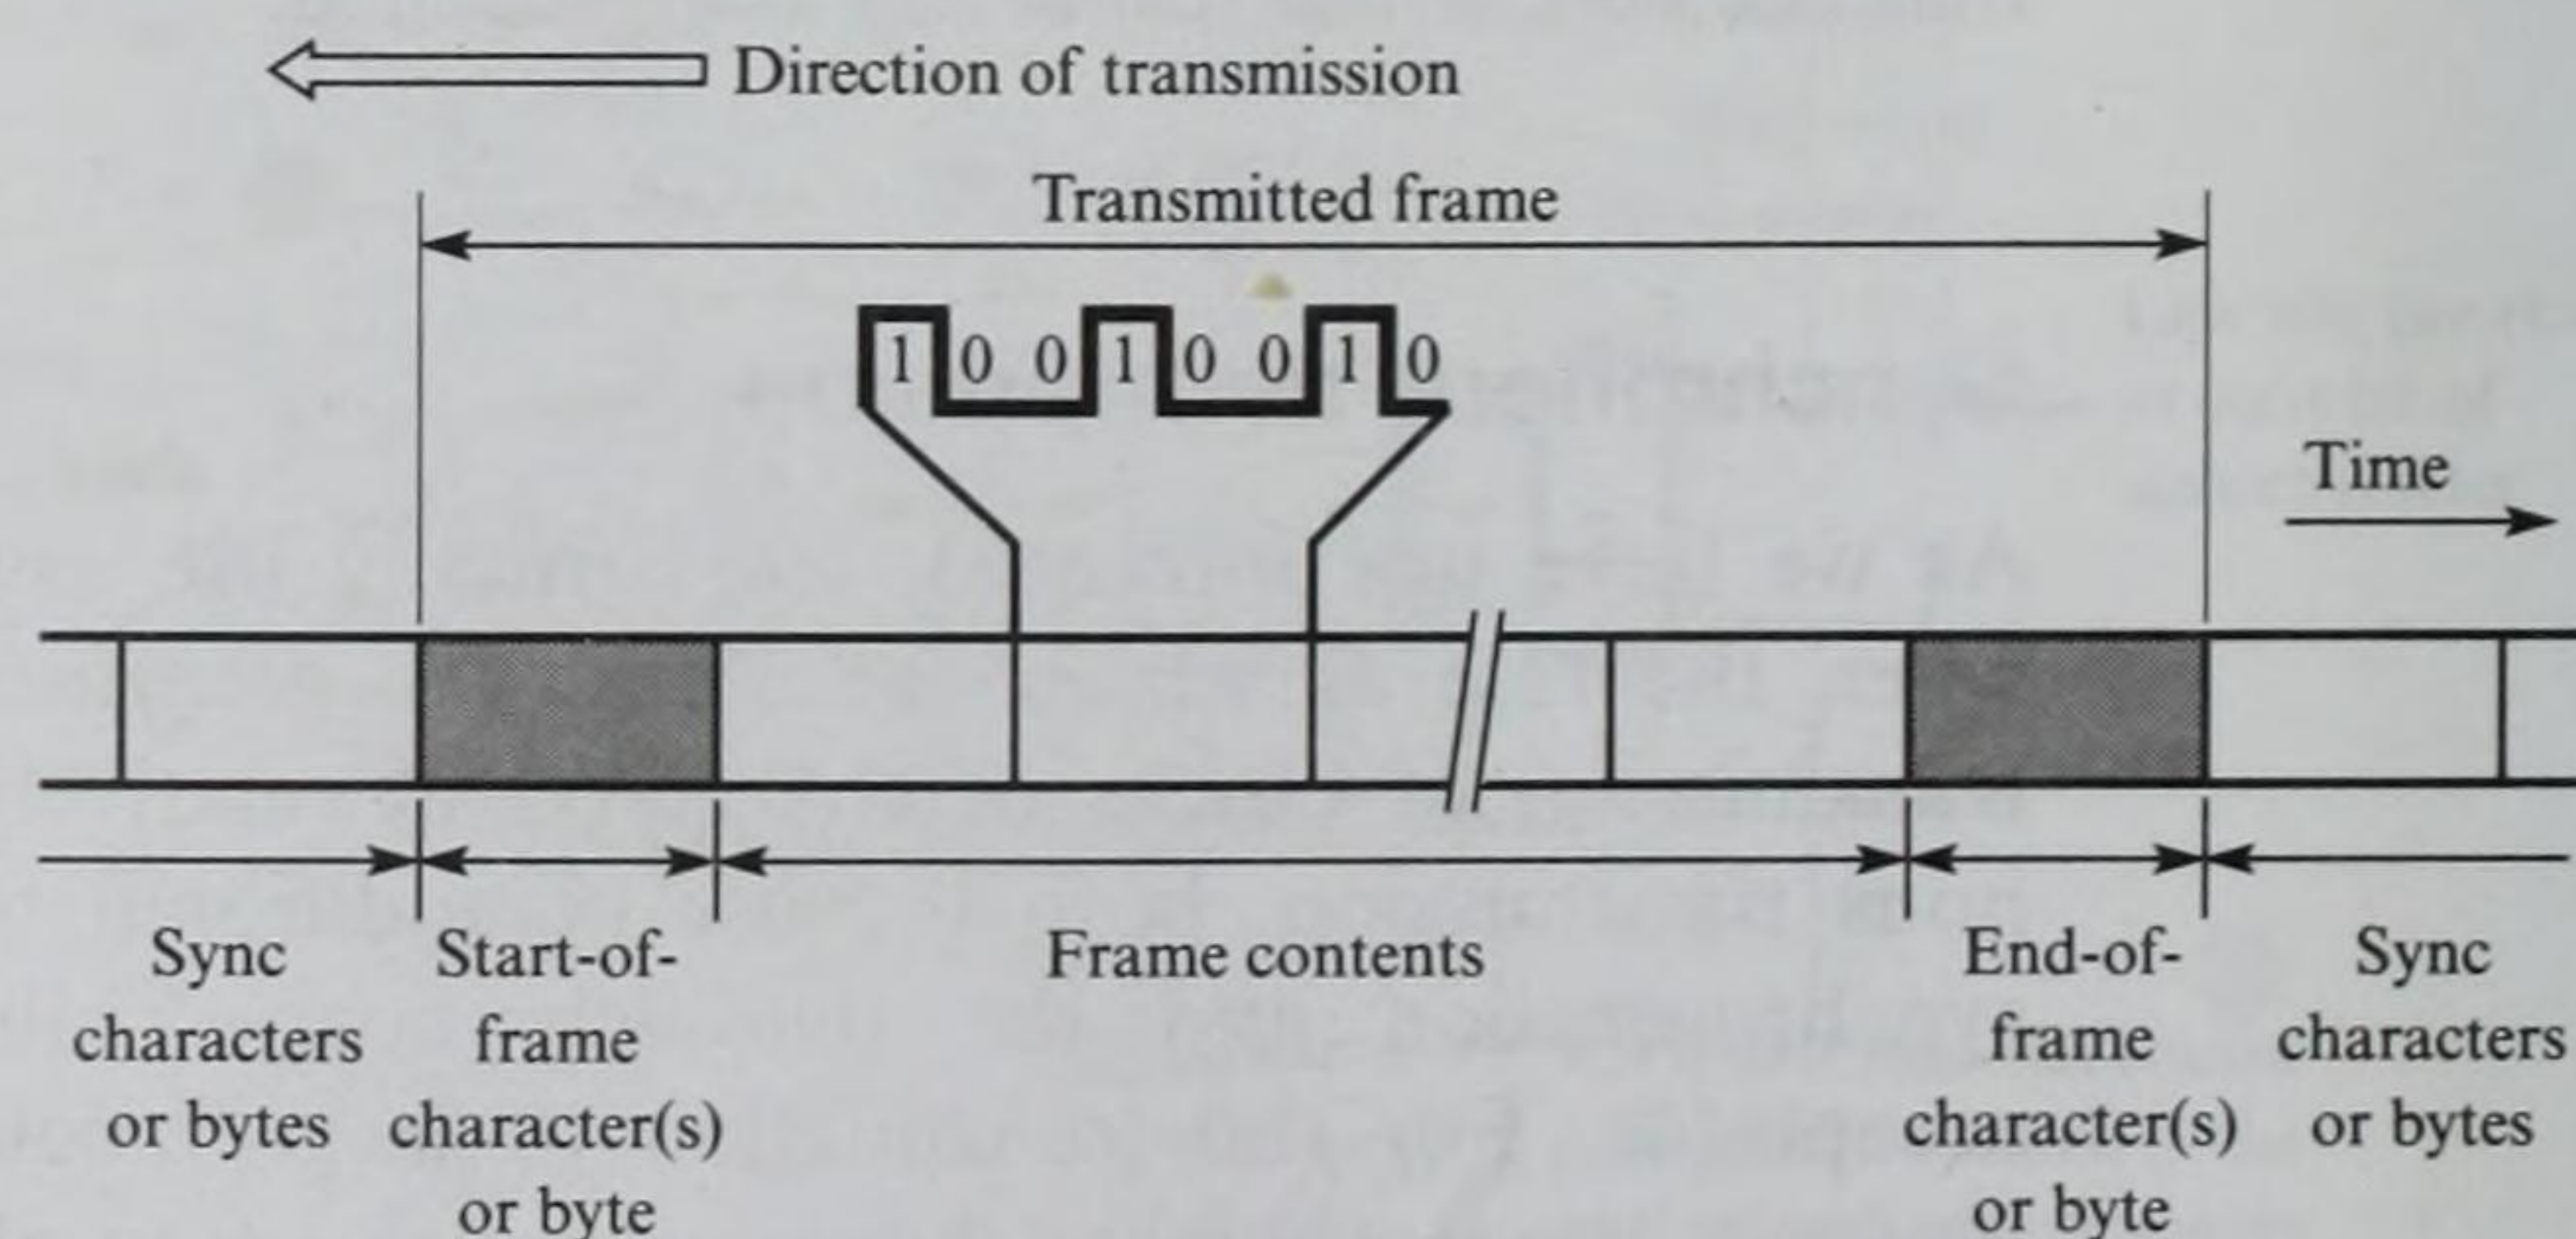 Direction of transmission
Transmitted frame
1 0 0 1 0 0 1 0
Time
Sync
characters
or bytes
Start-of-
frame
character(s)
or byte
Frame contents
End-of-
frame
character(s)
or byte
Sync
characters
or bytes